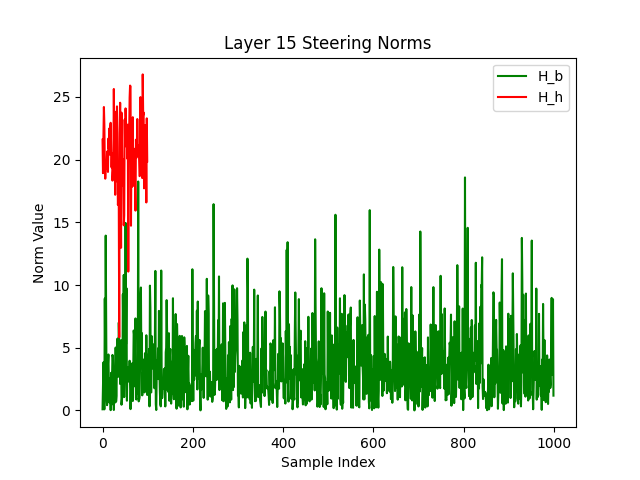 Layer 15 Steering Norms
H_b
H_h
Norm Value
25
20
15
10
5
0
0 200 400 600 800 1000
Sample Index